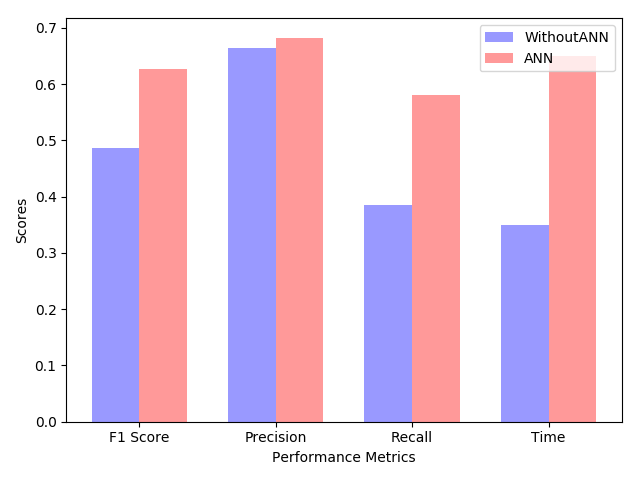 0.7
0.6
0.5
0.4
0.3
0.2
0.1
0.0
Scores
WithoutANN
ANN
F1 Score Precision Recall Time
Performance Metrics